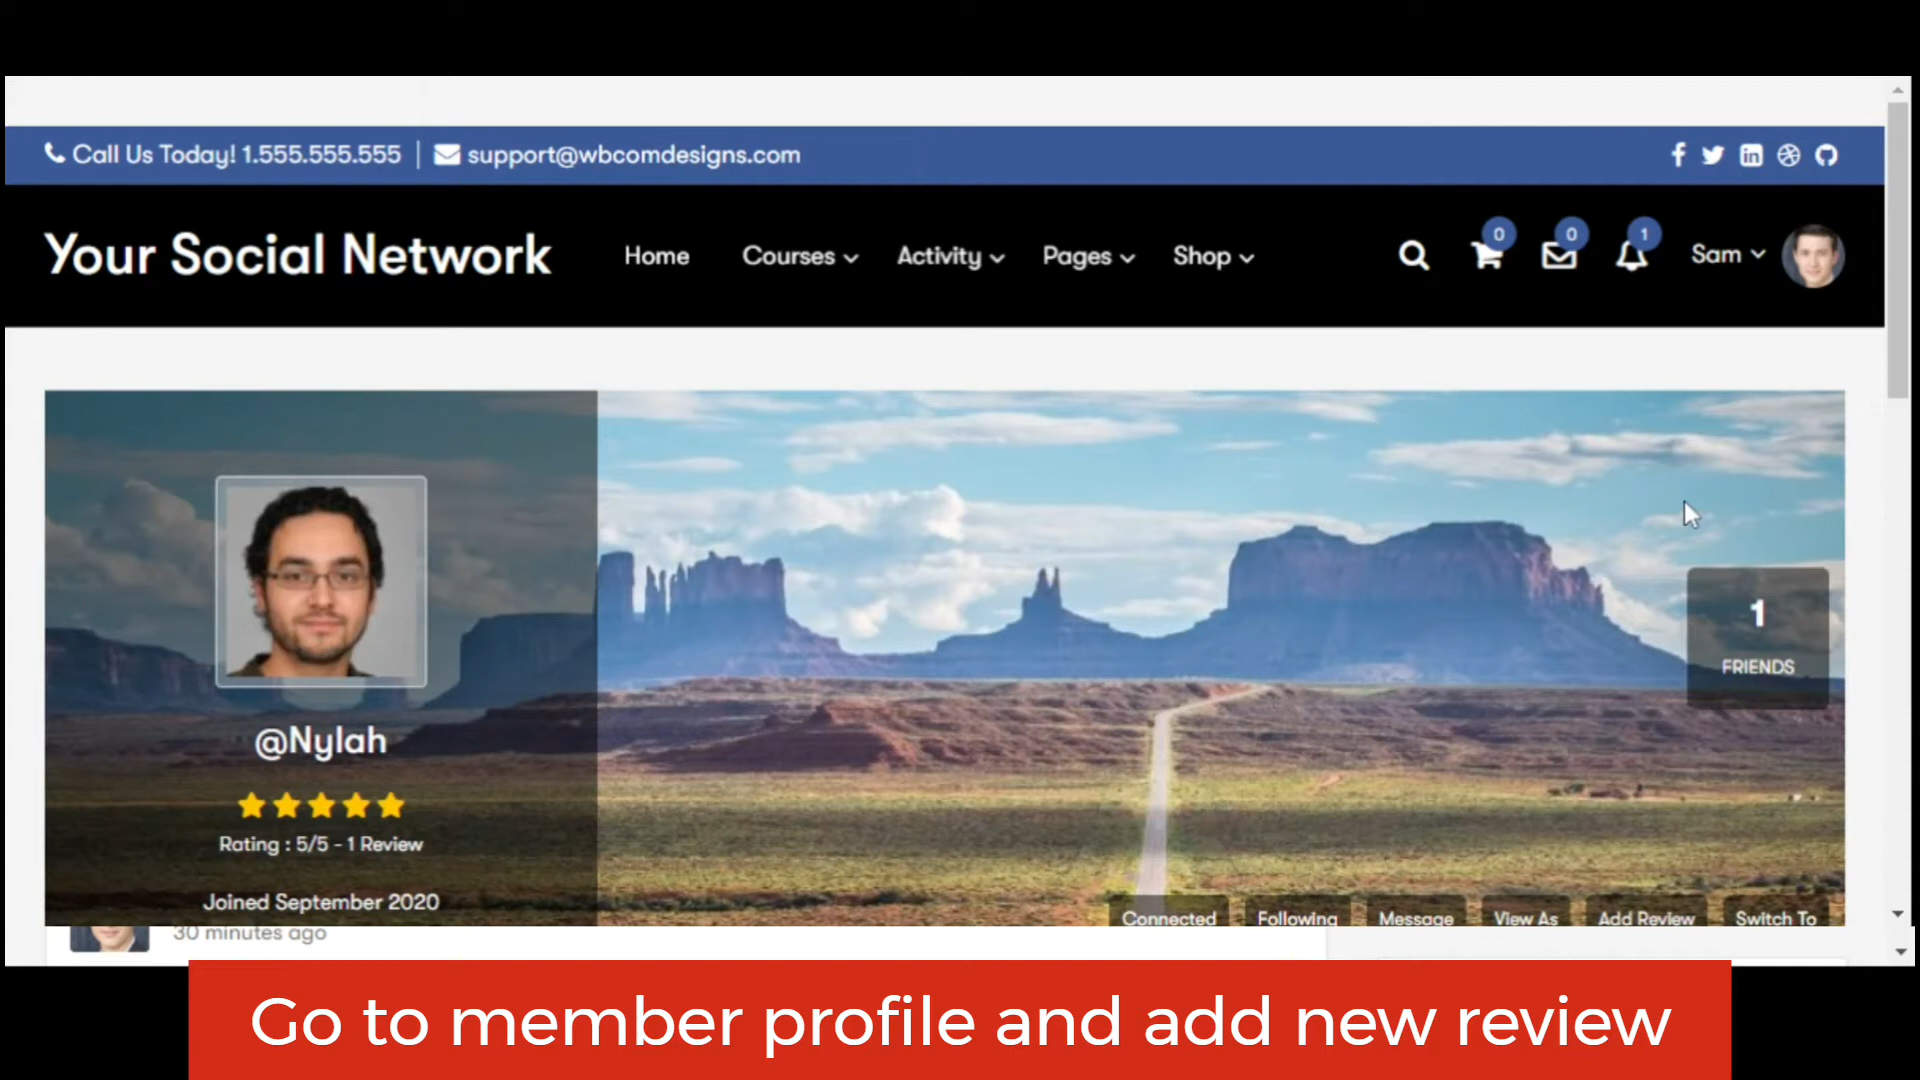 Call Us Today! 1.555.555.555 | support@wbcomdesigns.com
Your Social Network Home Courses Activity Pages Shop 0 0 1 Sam
1
FRIENDS
@Nylah
Rating : 5/5 - 1 Review
Joined September 2020
Connected Following Message View As Add Review Switch To
30 minutes ago
Go to member profile and add new review